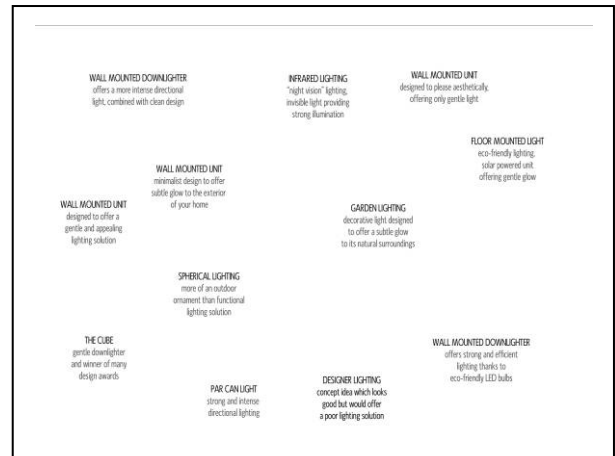 WALL MOUNTED DOWNLIGHTER
offers a more intense directional
light, combined with clean design
INFRARED LIGHTING
"night vision" lighting,
invisible light providing
strong illumination
WALL MOUNTED UNIT
designed to please aesthetically,
offering only gentle light
FLOOR MOUNTED LIGHT
eco-friendly lighting,
solar powered unit
offering gentle glow
WALL MOUNTED UNIT
minimalist design to offer
subtle glow to the exterior
of your home
WALL MOUNTED UNIT
designed to offer a
gentle and appealing
lighting solution
GARDEN LIGHTING
decorative light designed
to offer a subtle glow
to its natural surroundings
SPHERICAL LIGHTING
more of an outdoor
ornament than functional
lighting solution
THE CUBE
gentle downlighter
and winner of many
design awards
WALL MOUNTED DOWNLIGHTER
offers strong and efficient
lighting thanks to
eco-friendly LED bulbs
PAR CAN LIGHT
strong and intense
directional lighting
DESIGNER LIGHTING
concept idea which looks
good but would offer
a poor lighting solution